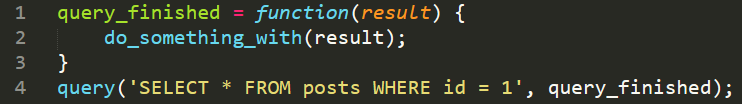 1 query_finished = function(result) {
2     do_something_with(result);
3 }
4 query('SELECT * FROM posts WHERE id = 1', query_finished);